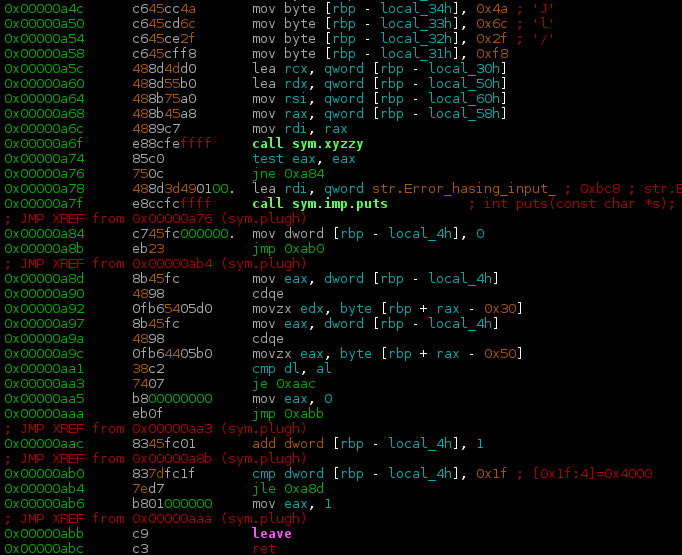 0x00000a4c c645cc4a mov byte [rbp - local_34h], 0x4a ; 'J'
0x00000a50 c645cd6c mov byte [rbp - local_33h], 0x6c ; 'l'
0x00000a54 c645ce2f mov byte [rbp - local_32h], 0x2f ; '/'
0x00000a58 c645cff8 mov byte [rbp - local_31h], 0xf8
0x00000a5c 488d4dd0 lea rcx, qword [rbp - local_30h]
0x00000a60 488d55b0 lea rdx, qword [rbp - local_50h]
0x00000a64 488b75a0 mov rsi, qword [rbp - local_60h]
0x00000a68 488b45a8 mov rax, qword [rbp - local_58h]
0x00000a6c 4889c7 mov rdi, rax
0x00000a6f e88cfeffff call sym.xyzzy
0x00000a74 85c0 test eax, eax
0x00000a76 750c jne 0xa84
0x00000a78 488d3d490100. lea rdi, qword str.Error_hasing_input_ ; 0xbc8 ; str.E
0x00000a7f e8ccfcffff call sym.imp.puts ; int puts(const char *s);
; JMP XREF from 0x00000a76 (sym.plugh)
0x00000a84 c745fc000000. mov dword [rbp - local_4h], 0
0x00000a8b eb23 jmp 0xab0
; JMP XREF from 0x00000ab4 (sym.plugh)
0x00000a8d 8b45fc mov eax, dword [rbp - local_4h]
0x00000a90 4898 cdqe
0x00000a92 0fb65405d0 movzx edx, byte [rbp + rax - 0x30]
0x00000a97 8b45fc mov eax, dword [rbp - local_4h]
0x00000a9a 4898 cdqe
0x00000a9c 0fb64405b0 movzx eax, byte [rbp + rax - 0x50]
0x00000aa1 38c2 cmp dl, al
0x00000aa3 7407 je 0xaac
0x00000aa5 b800000000 mov eax, 0
0x00000aaa eb0f jmp 0xabb
; JMP XREF from 0x00000aa3 (sym.plugh)
0x00000aac 8345fc01 add dword [rbp - local_4h], 1
; JMP XREF from 0x00000a8b (sym.plugh)
0x00000ab0 837dfc1f cmp dword [rbp - local_4h], 0x1f ; [0x1f:4]=0x4000
0x00000ab4 7ed7 jle 0xa8d
0x00000ab6 b801000000 mov eax, 1
; JMP XREF from 0x00000aaa (sym.plugh)
0x00000abb c9 leave
0x00000abc c3 ret